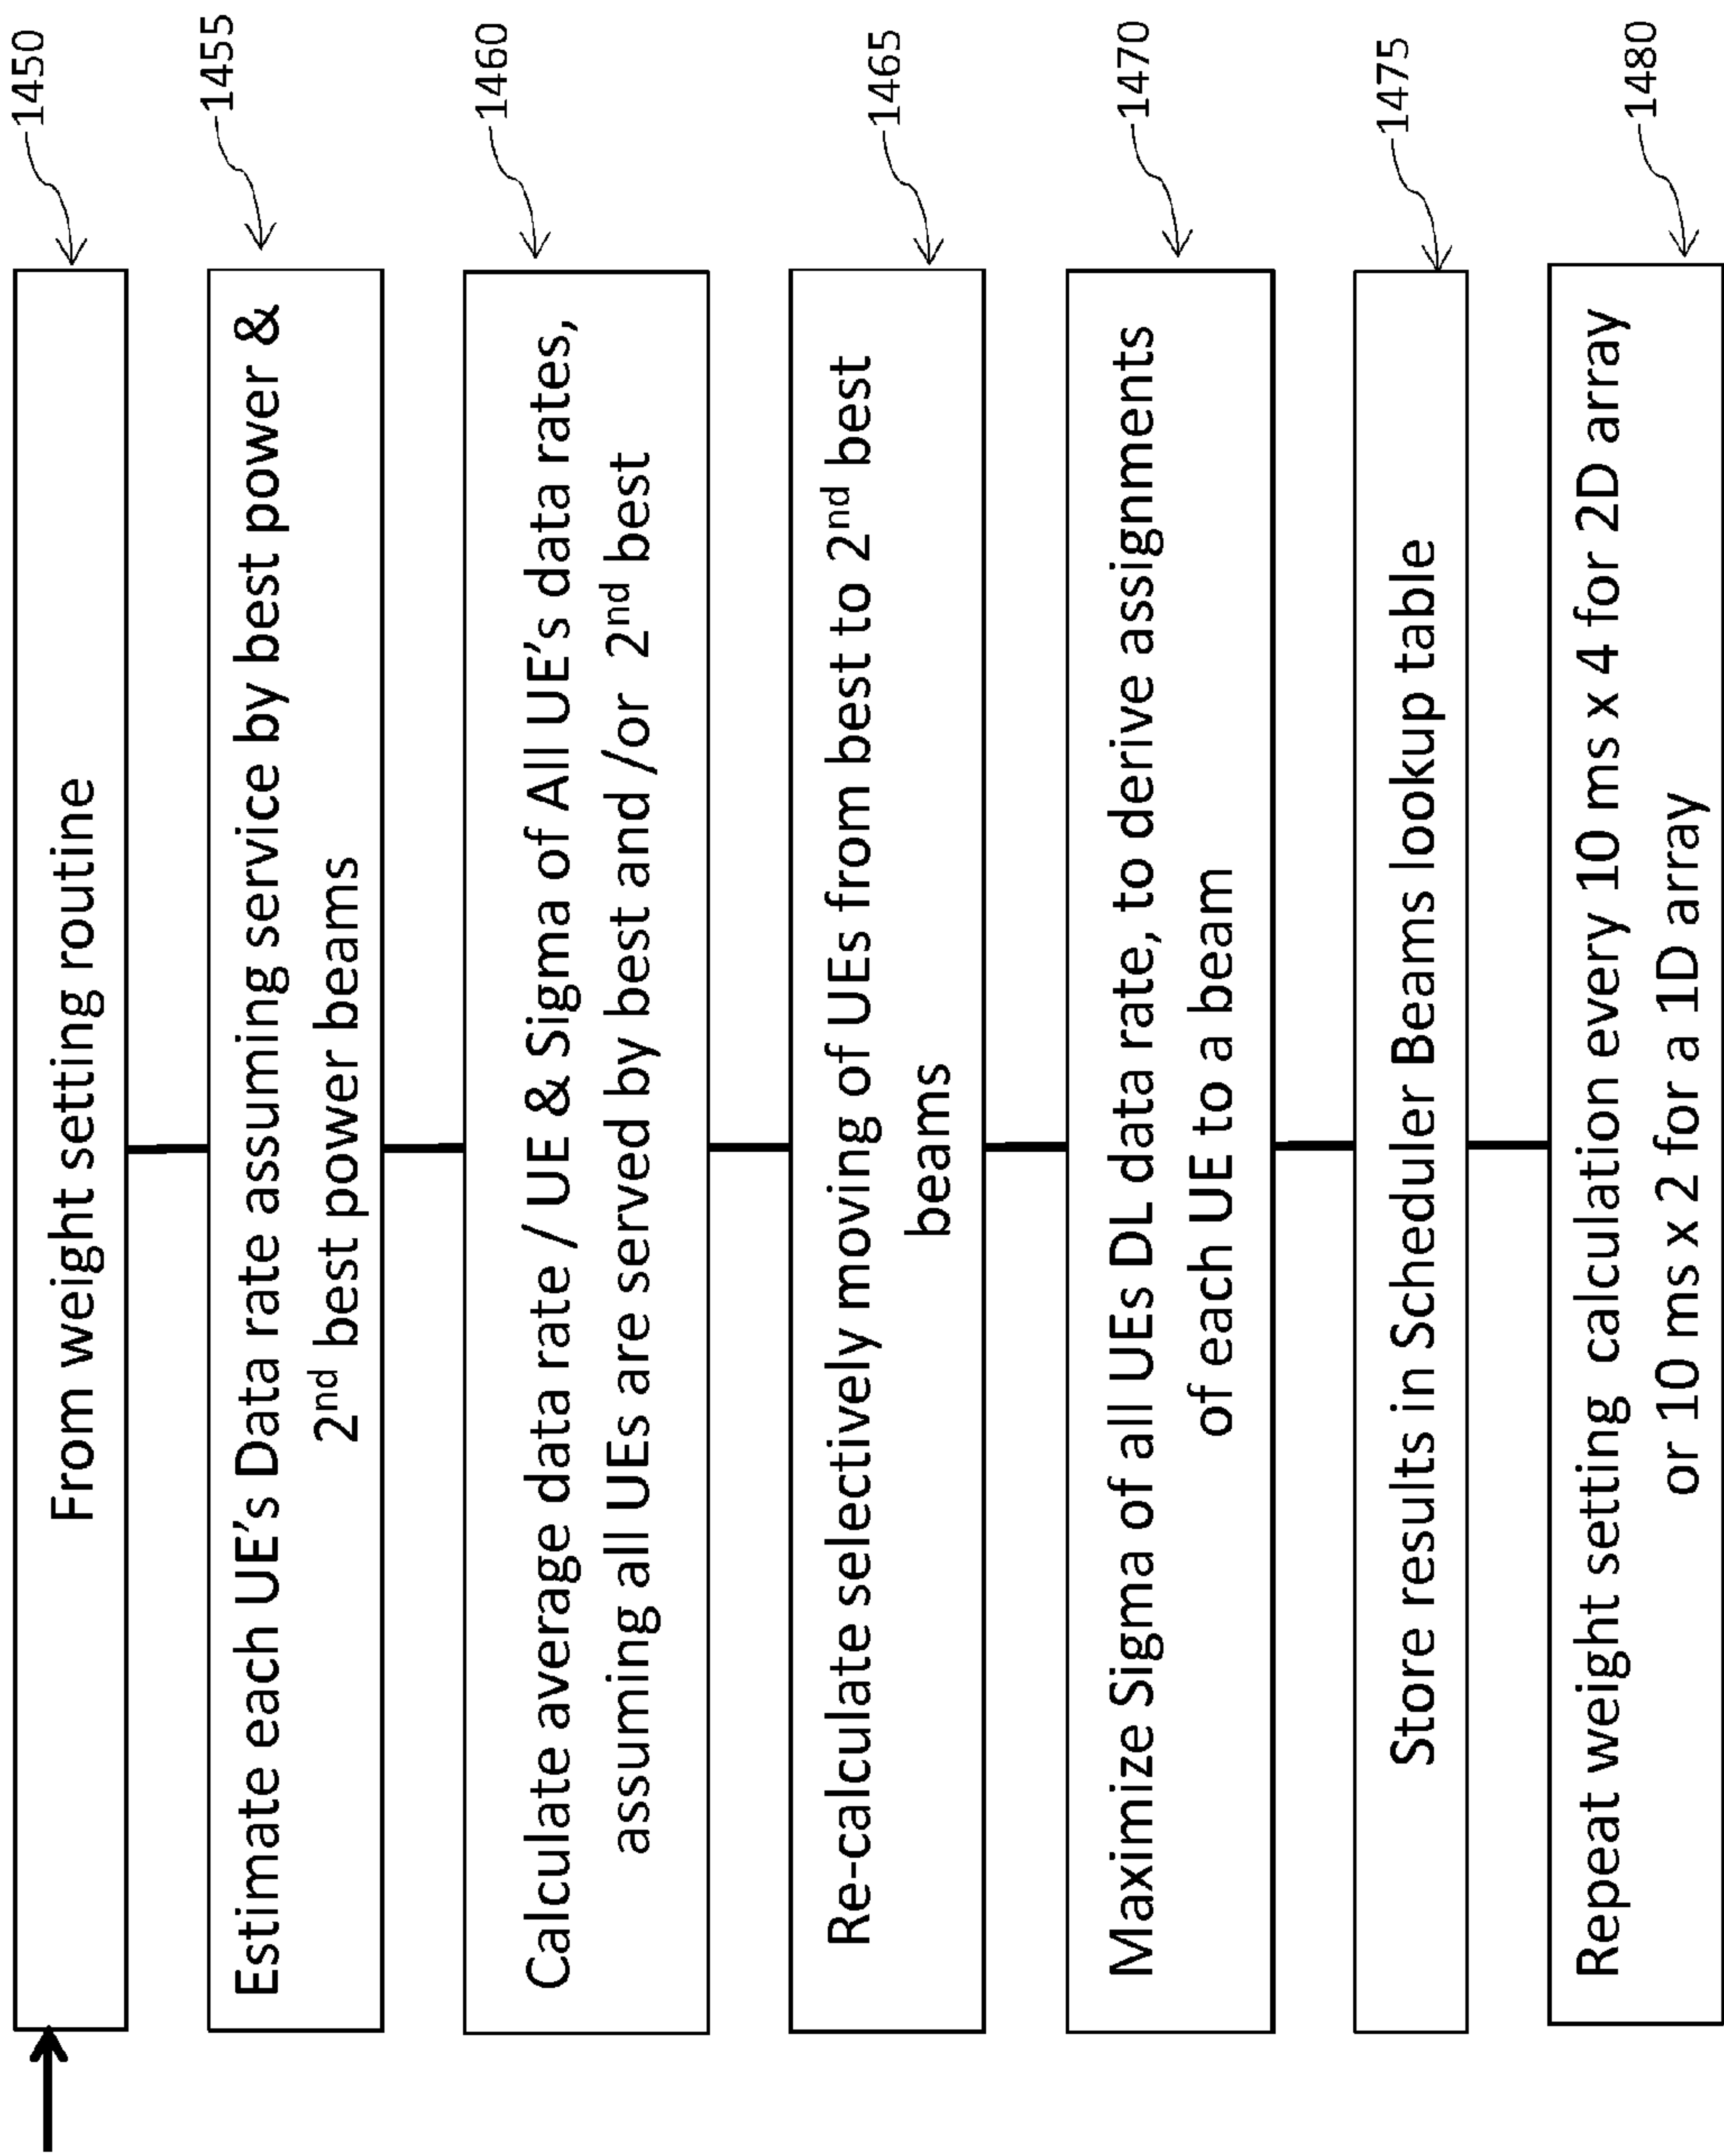 From weight setting routine
1450
Estimate each UE's Data rate assuming service by best power &
2nd best power beams
1455
Calculate average data rate / UE & Sigma of All UE's data rates,
assuming all UEs are served by best and /or 2nd best
1460
Re-calculate selectively moving of UEs from best to 2nd best
beams
1465
Maximize Sigma of all UEs DL data rate, to derive assignments
of each UE to a beam
1470
Store results in Scheduler Beams lookup table
1475
Repeat weight setting calculation every 10 ms x 4 for 2D array
or 10 ms x 2 for a 1D array
1480